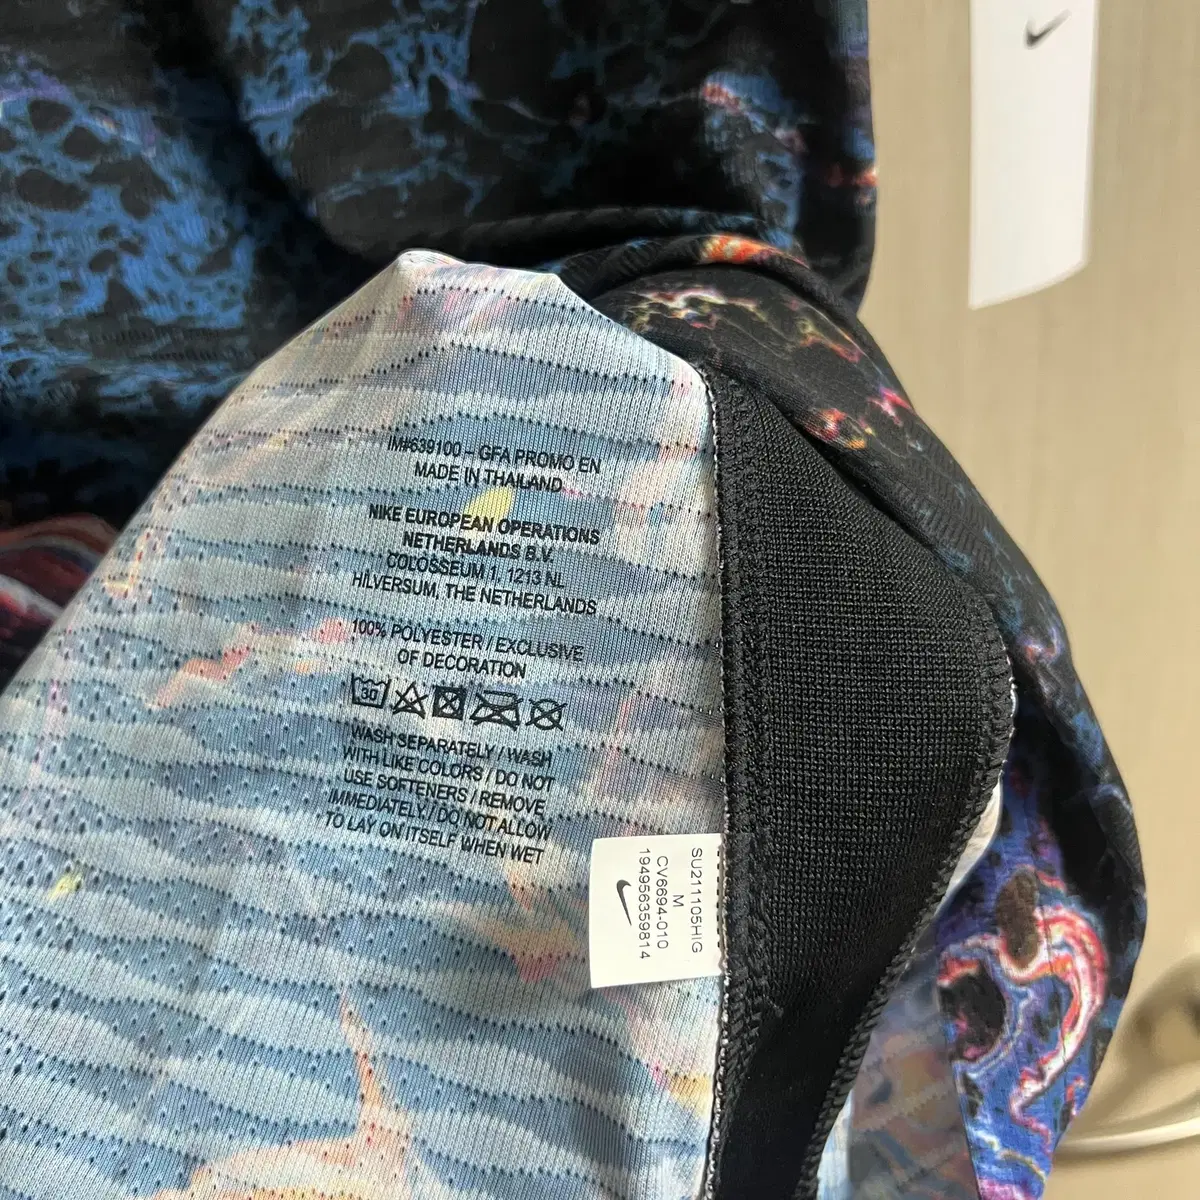 IM#639100 – GFA PROMO EN
MADE IN THAILAND
NIKE EUROPEAN OPERATIONS
NETHERLANDS B.V.
COLOSSEUM 1, 1213 NL
HILVERSUM, THE NETHERLANDS
100% POLYESTER / EXCLUSIVE
OF DECORATION
30
WASH SEPARATELY / WASH
WITH LIKE COLORS / DO NOT
USE SOFTENERS / REMOVE
IMMEDIATELY / DO NOT ALLOW
TO LAY ON ITSELF WHEN WET
SU211105HIG
M
CV6694-010
194956359814